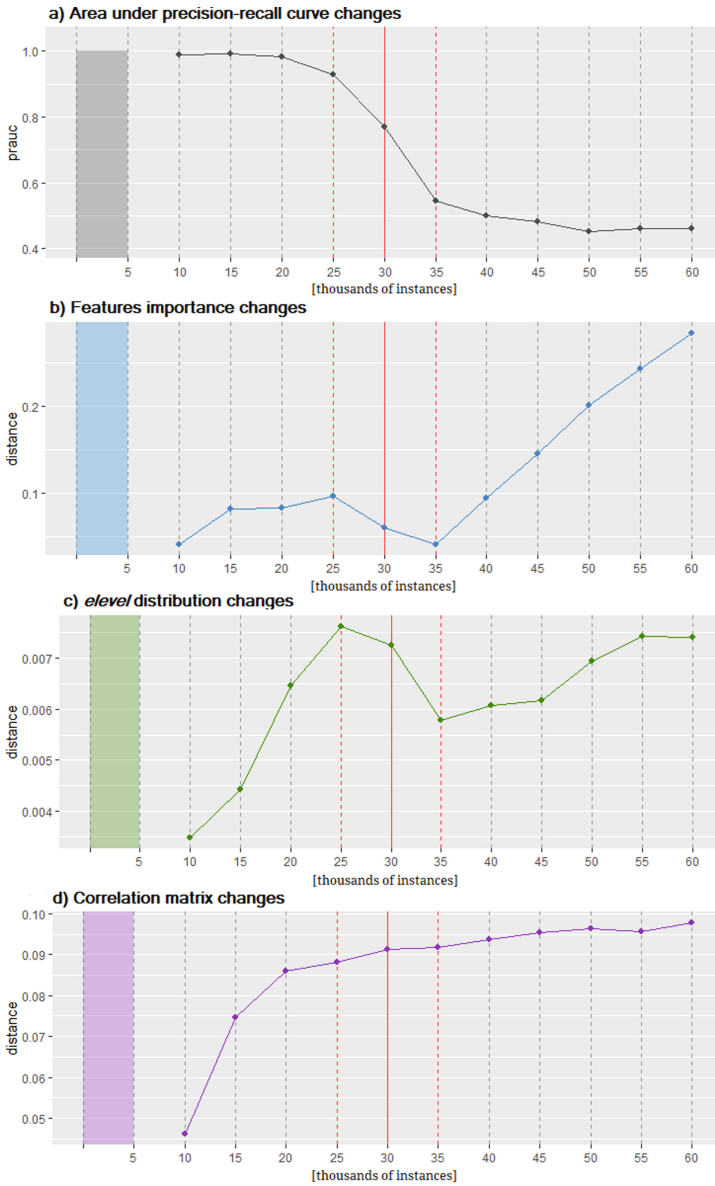 a) Area under precision-recall curve changes
1.0
0.8
0.6
0.4
prauc
5 10 15 20 25 30 35 40 45 50 55 60
[thousands of instances]
b) Features importance changes
0.2
0.1
distance
5 10 15 20 25 30 35 40 45 50 55 60
[thousands of instances]
c) elevel distribution changes
0.007
0.006
0.005
0.004
distance
5 10 15 20 25 30 35 40 45 50 55 60
[thousands of instances]
d) Correlation matrix changes
0.10
0.09
0.08
0.07
0.06
0.05
distance
5 10 15 20 25 30 35 40 45 50 55 60
[thousands of instances]